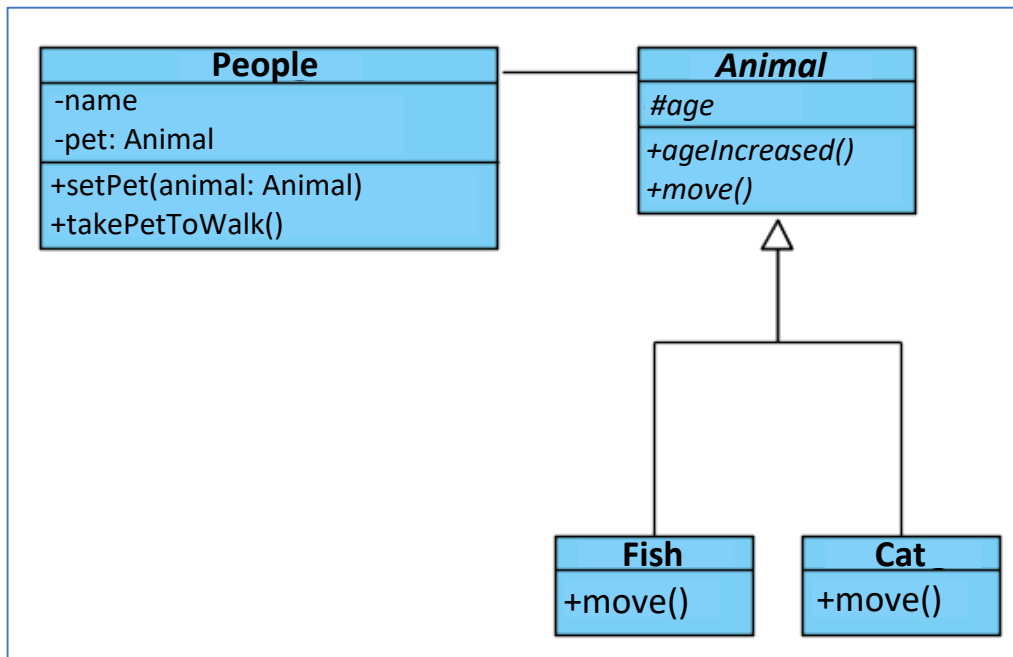 People
-name
-pet: Animal
+setPet(animal: Animal)
+takePetToWalk()
Animal
#age
+ageIncreased()
+move()
Fish
+move()
Cat
+move()